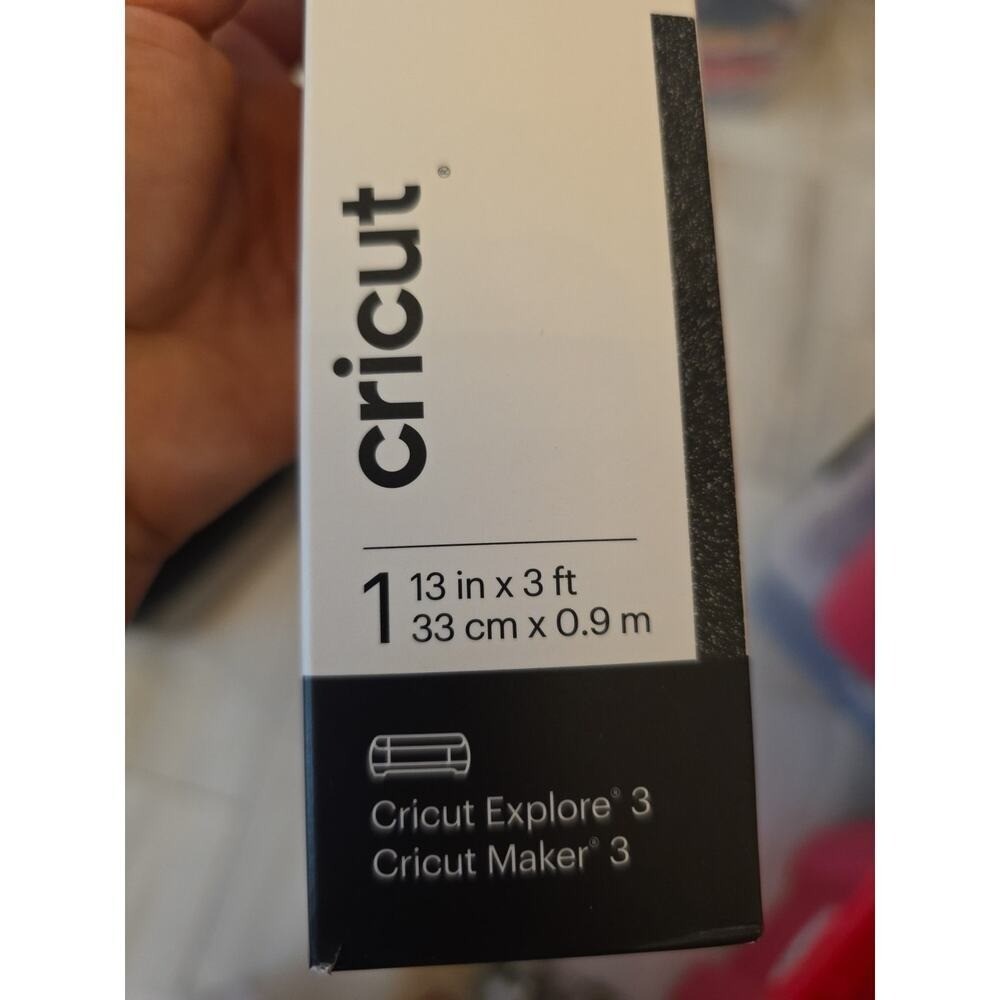 cricut®
1 13 in x 3 ft
33 cm x 0.9 m
Cricut Explore® 3
Cricut Maker® 3